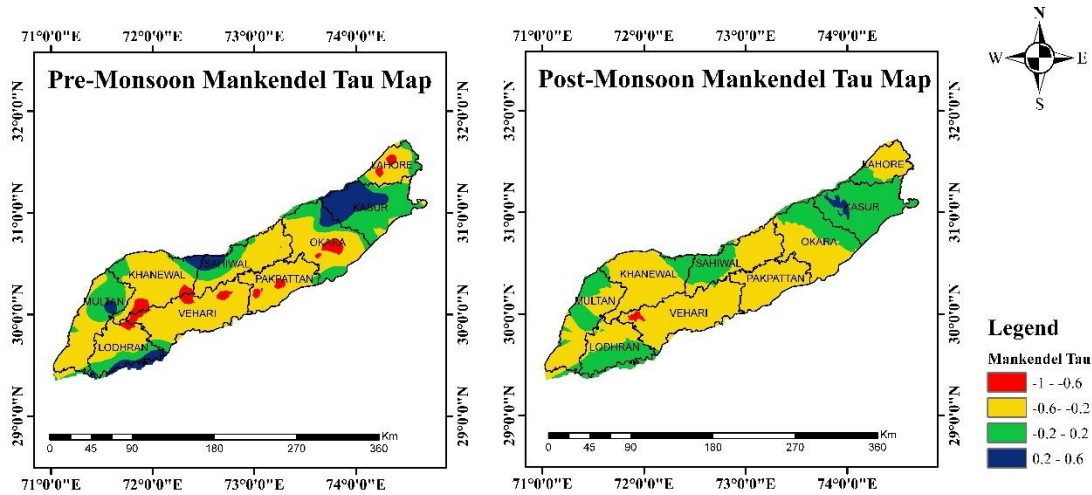 71°0'0"E 72°0'0"E 73°0'0"E 74°0'0"E
Pre-Monsoon Mankendel Tau Map
32°0'0"N
31°0'0"N
30°0'0"N
29°0'0"N
LAHORE
KASUR
OKARA
SAHIWAL
KHANEWAL
PAKPATTAN
MULTAN
VEHARI
LODHRAN
Km
0 45 90 180 270 360
32°0'0"N
31°0'0"N
30°0'0"N
29°0'0"N
71°0'0"E 72°0'0"E 73°0'0"E 74°0'0"E
71°0'0"E 72°0'0"E 73°0'0"E 74°0'0"E
Post-Monsoon Mankendel Tau Map
32°0'0"N
31°0'0"N
30°0'0"N
29°0'0"N
LAHORE
KASUR
OKARA
SAHIWAL
KHANEWAL
PAKPATTAN
MULTAN
VEHARI
LODHRAN
Km
0 45 90 180 270 360
32°0'0"N
31°0'0"N
30°0'0"N
29°0'0"N
71°0'0"E 72°0'0"E 73°0'0"E 74°0'0"E
N
W E
S
Legend
Mankendel Tau
-1 - -0.6
-0.6- -0.2
-0.2 - 0.2
0.2 - 0.6